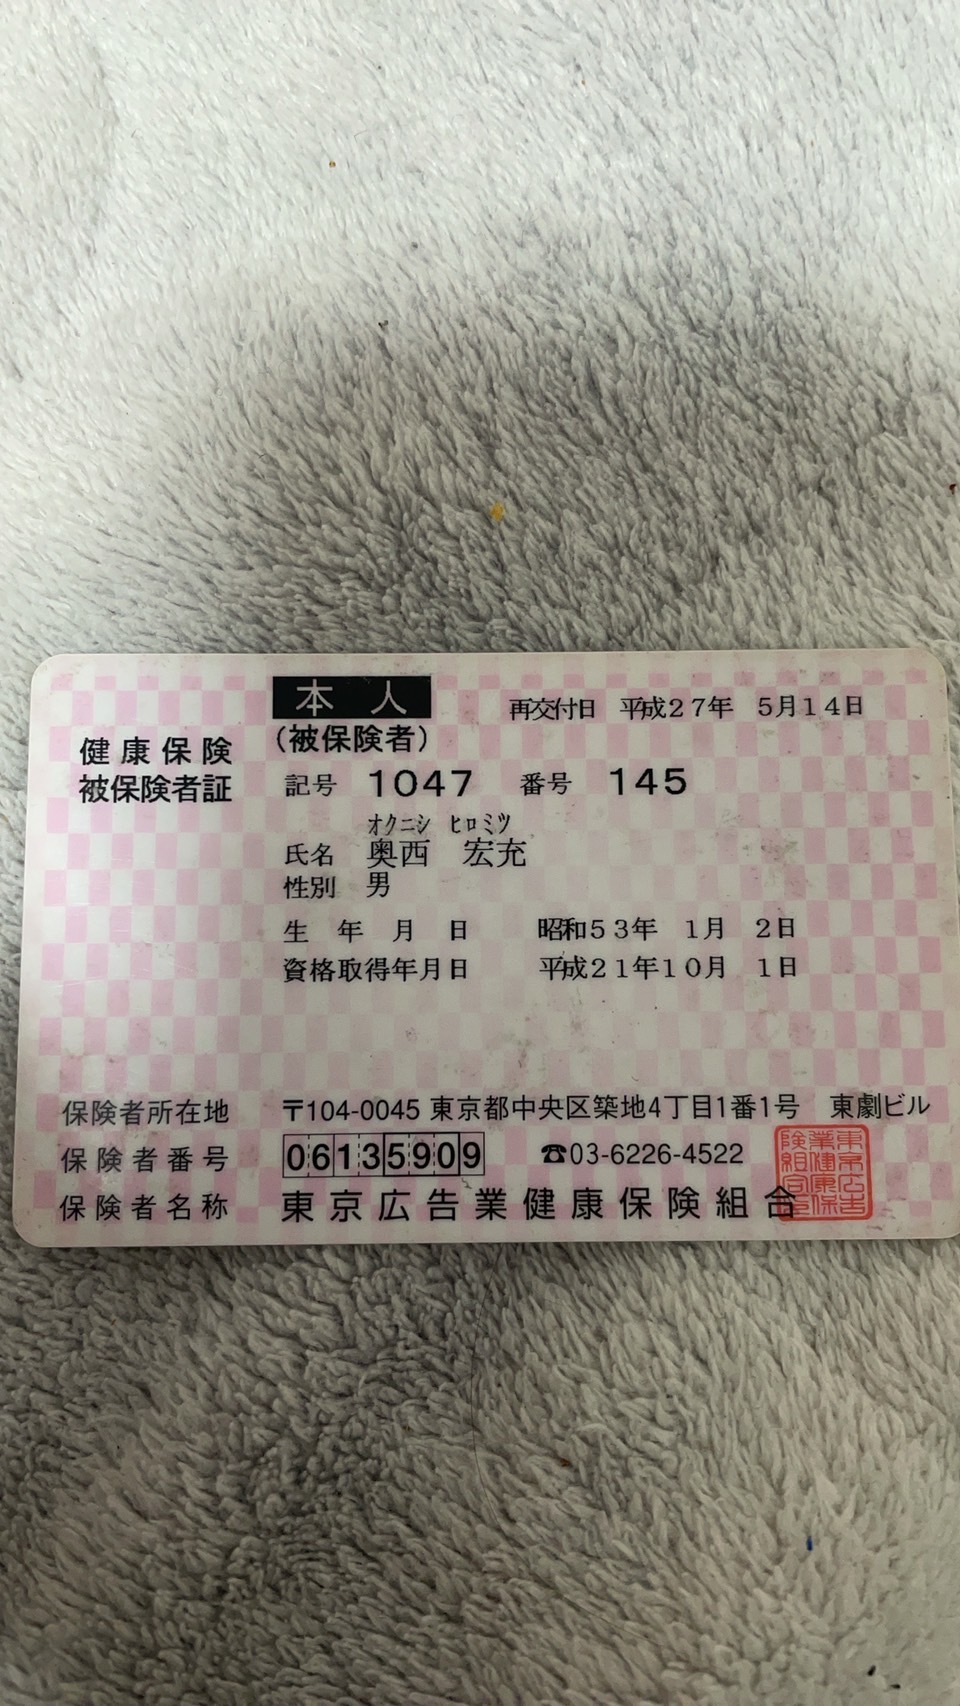 本人
再交付日 平成27年 5月14日
健康保険
被保険者証
(被保険者)
記号 1047 番号 145
オクニシ ヒロミツ
氏名 奥西 宏充
性別 男
生年月日 昭和53年 1月 2日
資格取得年月日 平成21年10月 1日
保険者所在地 〒104-0045 東京都中央区築地4丁目1番1号 東劇ビル
保険者番号 06135909 ☎03-6226-4522
保険者名称 東京広告業健康保険組合